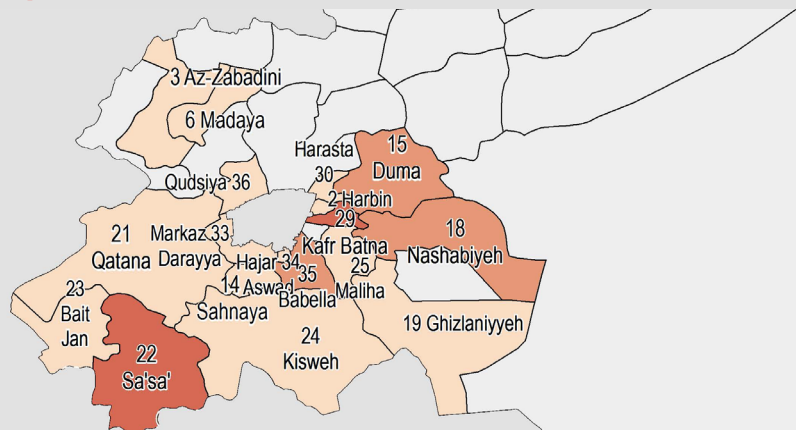 3 Az-Zabadini
6 Madaya
15
Duma
Harasta
30
Qudsiya 36
2 Harbin
29
18
Nashabiyeh
21
Qatana
Markaz 33
Darayya
Kafr Batna
Hajar 34
Aswad
35
Babella
25
Maliha
14
Sahnaya
23
Bait
Jan
22
Sa'sa'
24
Kisweh
19 Ghizlaniyyeh